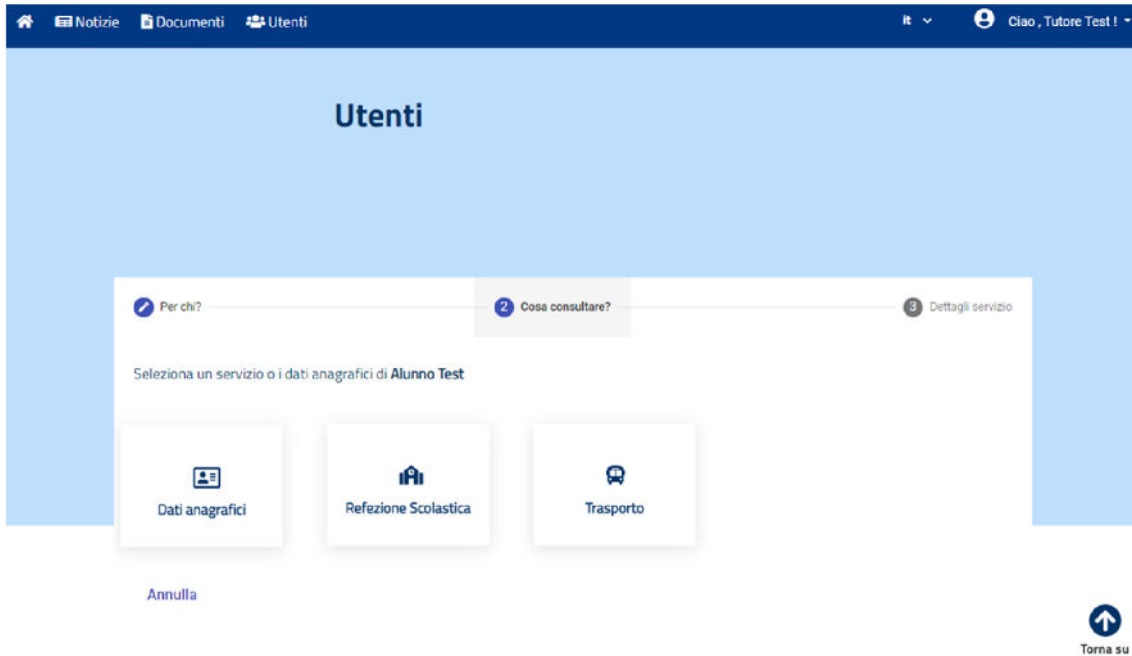 Notizie Documenti Utenti it Ciao , Tutore Test !
Utenti
Per chi? 2 Cosa consultare? 3 Dettagli servizio
Seleziona un servizio o i dati anagrafici di Alunno Test
Dati anagrafici Refezione Scolastica Trasporto
Annulla
Torna su